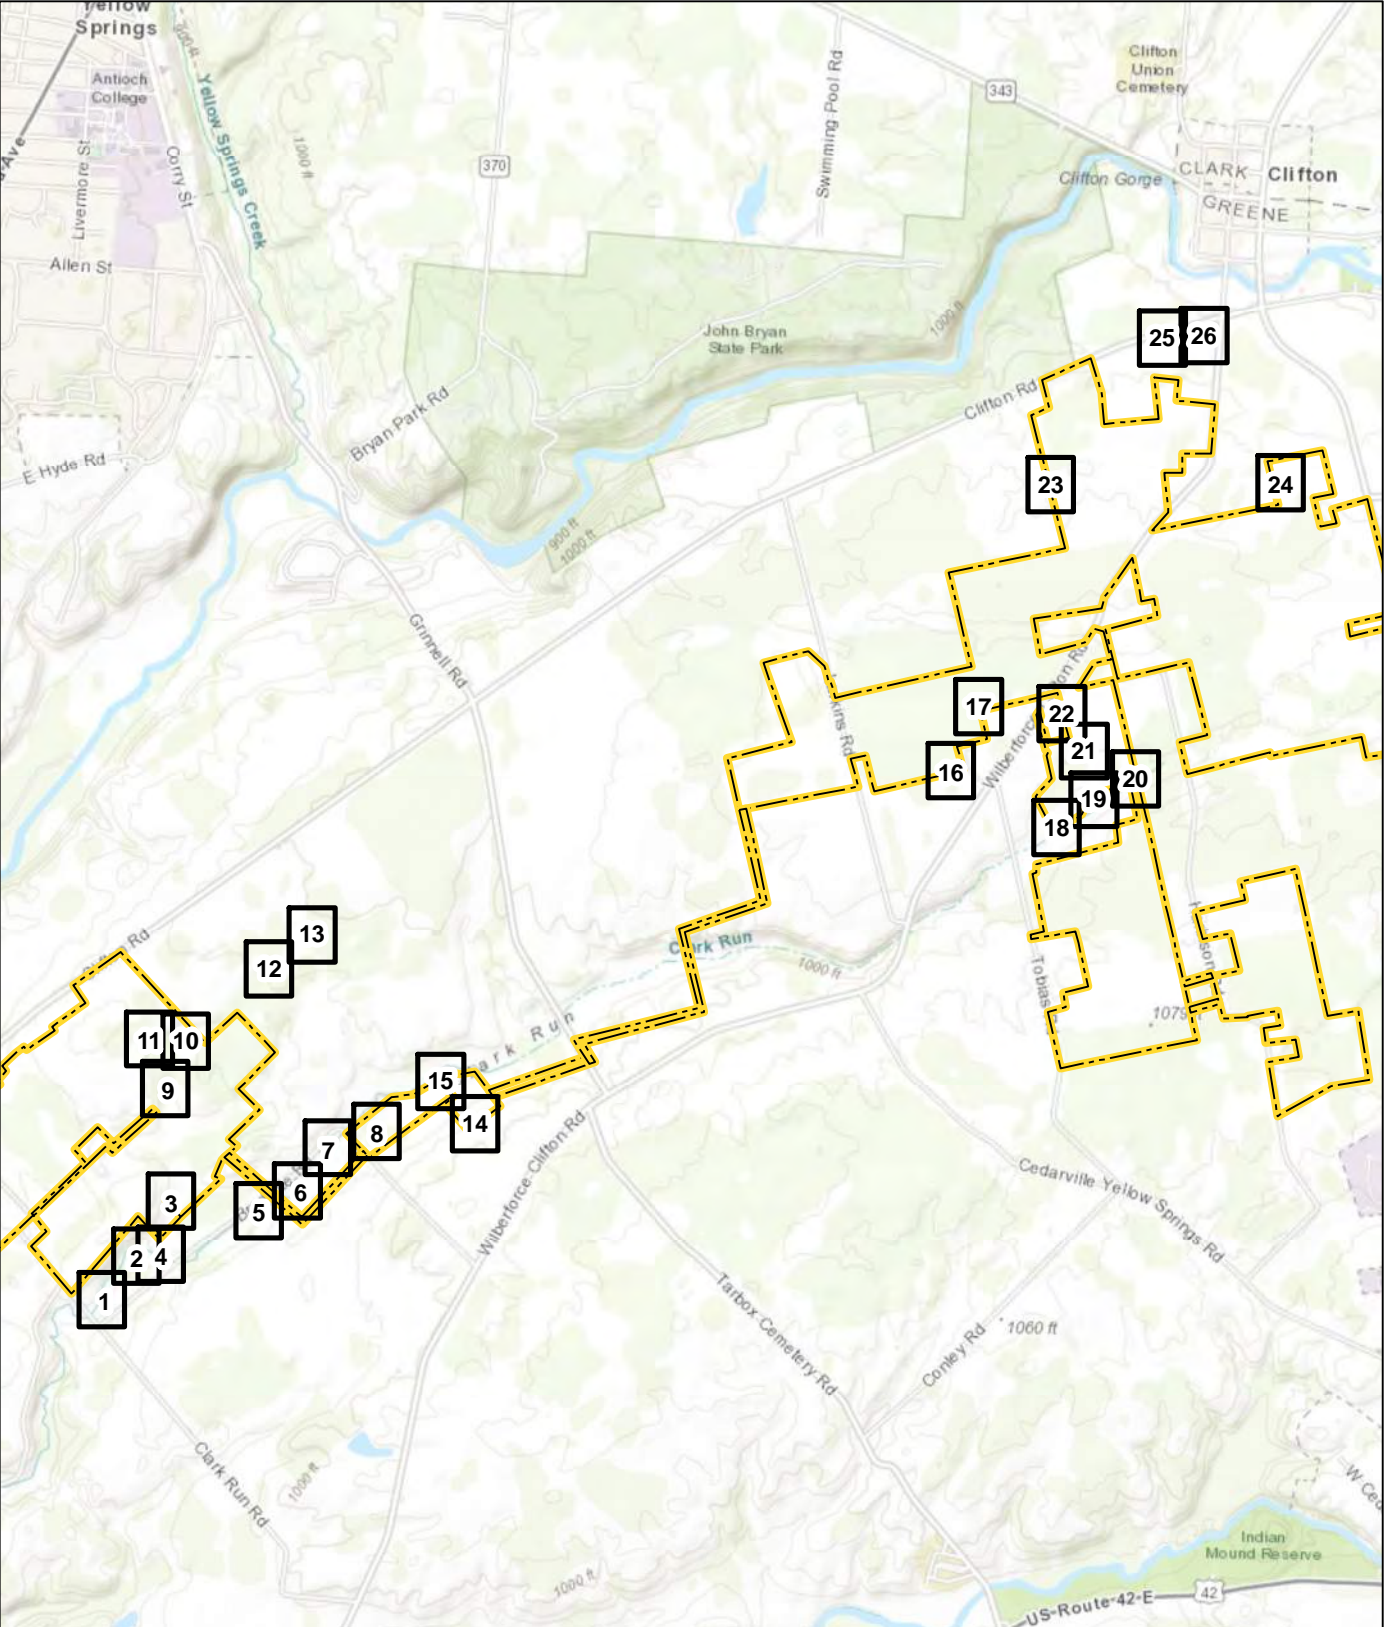 Yellow
Springs
Antioch
College
Yellow Springs Creek
Livermore St
Corry St
Allen St
1000 ft
370
Swimming Pool Rd
343
Clifton
Union
Cemetery
Clifton Gorge
CLARK
Clifton
GREENE
John Bryan
State Park
1000 ft
25
26
Bryan Park Rd
Clifton Rd
E Hyde Rd
23
24
900 ft
1000 ft
Grinnell Rd
17
22
21
16
20
19
18
13
12
Clark Run
1000 ft
Tobias
11
10
9
15
14
8
7
6
5
3
2
4
1
Wilberforce-Clifton Rd
Cedarville Yellow Springs Rd
Tarbox-Cemetery-Rd
Conley Rd
1060 ft
Clark Run Rd
1000 ft
1000 ft
Indian
Mound Reserve
42
US-Route-42-E